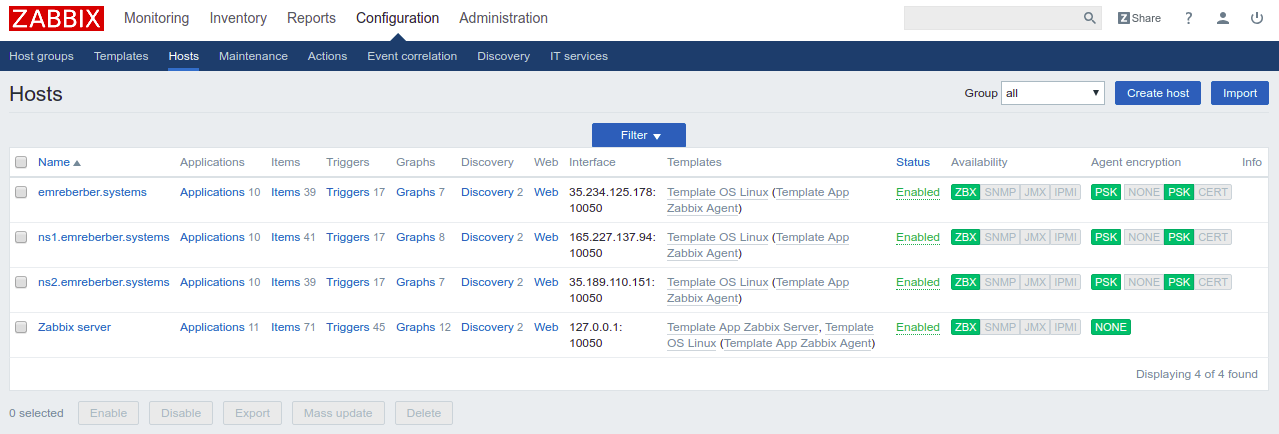 ZABBIX Monitoring Inventory Reports Configuration Administration Z Share ?
Host groups Templates Hosts Maintenance Actions Event correlation Discovery IT services
Hosts Group all Create host Import
Filter
Name Applications Items Triggers Graphs Discovery Web Interface Templates Status Availability Agent encryption Info
emreberber.systems Applications 10 Items 39 Triggers 17 Graphs 7 Discovery 2 Web 35.234.125.178: Template OS Linux (Template App Enabled ZBX SNMP JMX IPMI PSK NONE PSK CERT
10050 Zabbix Agent)
ns1.emreberber.systems Applications 10 Items 41 Triggers 17 Graphs 8 Discovery 2 Web 165.227.137.94: Template OS Linux (Template App Enabled ZBX SNMP JMX IPMI PSK NONE PSK CERT
10050 Zabbix Agent)
ns2.emreberber.systems Applications 10 Items 39 Triggers 17 Graphs 7 Discovery 2 Web 35.189.110.151: Template OS Linux (Template App Enabled ZBX SNMP JMX IPMI PSK NONE PSK CERT
10050 Zabbix Agent)
Zabbix server Applications 11 Items 71 Triggers 45 Graphs 12 Discovery 2 Web 127.0.0.1: Template App Zabbix Server, Template Enabled ZBX SNMP JMX IPMI NONE
10050 OS Linux (Template App Zabbix Agent)
Displaying 4 of 4 found
0 selected Enable Disable Export Mass update Delete